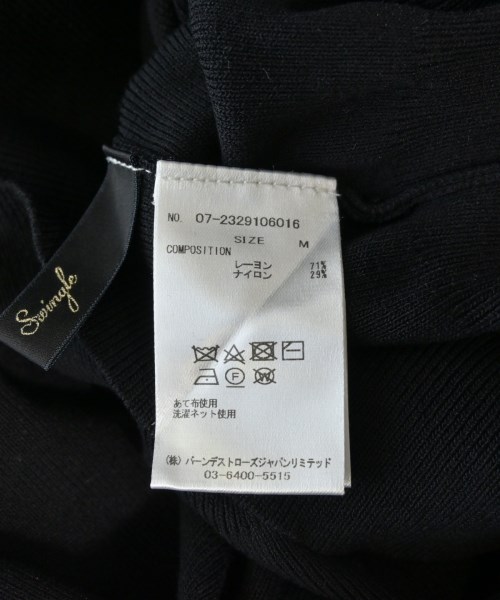 Swingle
NO. 07-2329106016
SIZE M
COMPOSITION
レーヨン 71%
ナイロン 29%
F W
あて布使用
洗濯ネット使用
(株) バーンデストローズジャパンリミテッド
03-6400-5515